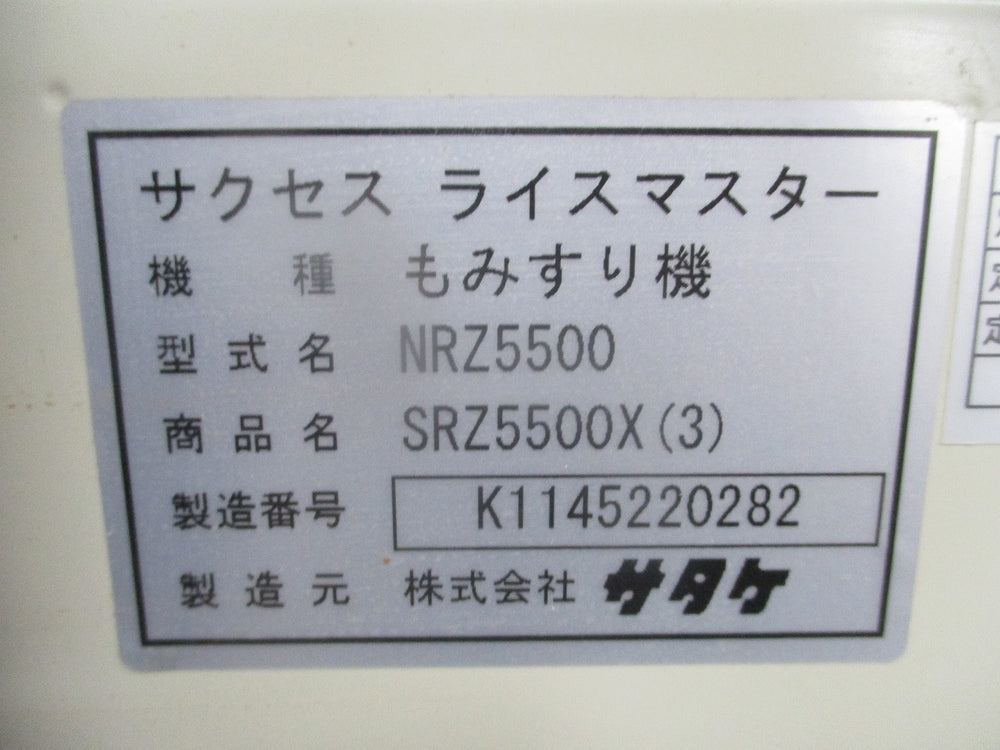 サクセス ライスマスター
機種 もみすり機
型式名 NRZ5500
商品名 SRZ5500X(3)
製造番号 K1145220282
製造元 株式会社 サタケ
定
定